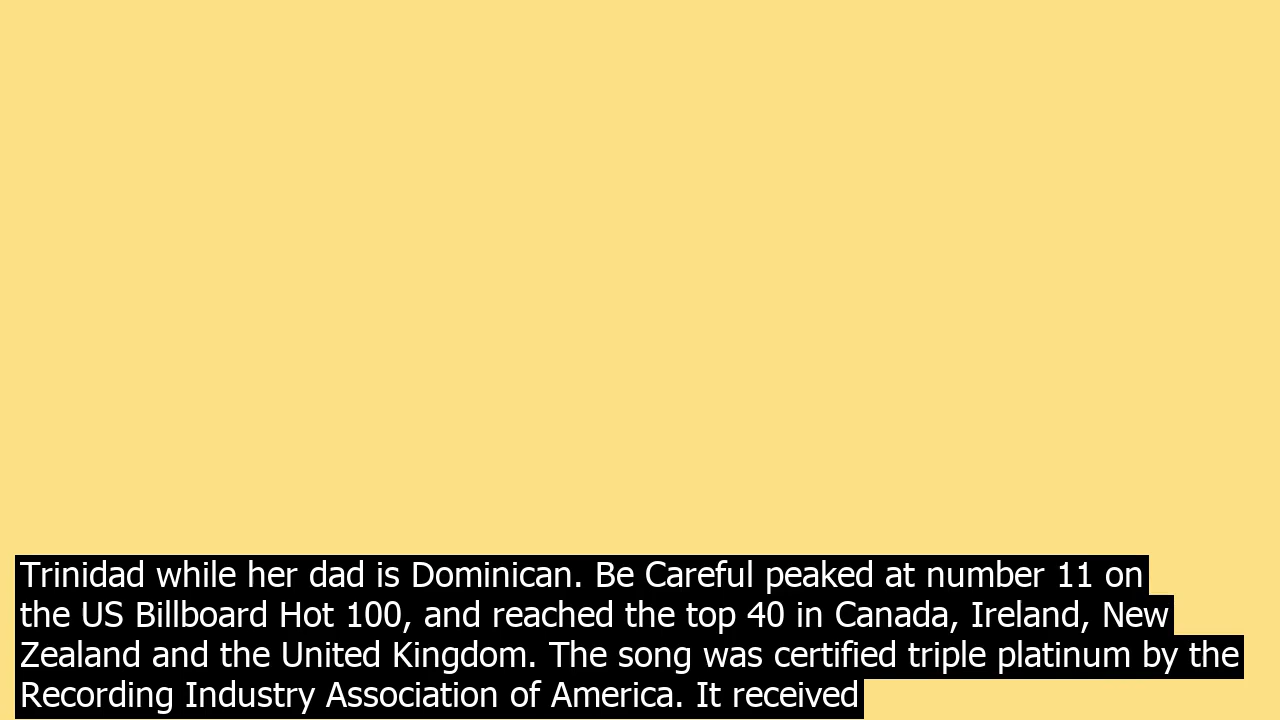 Trinidad while her dad is Dominican. Be Careful peaked at number 11 on
the US Billboard Hot 100, and reached the top 40 in Canada, Ireland, New
Zealand and the United Kingdom. The song was certified triple platinum by the
Recording Industry Association of America. It received